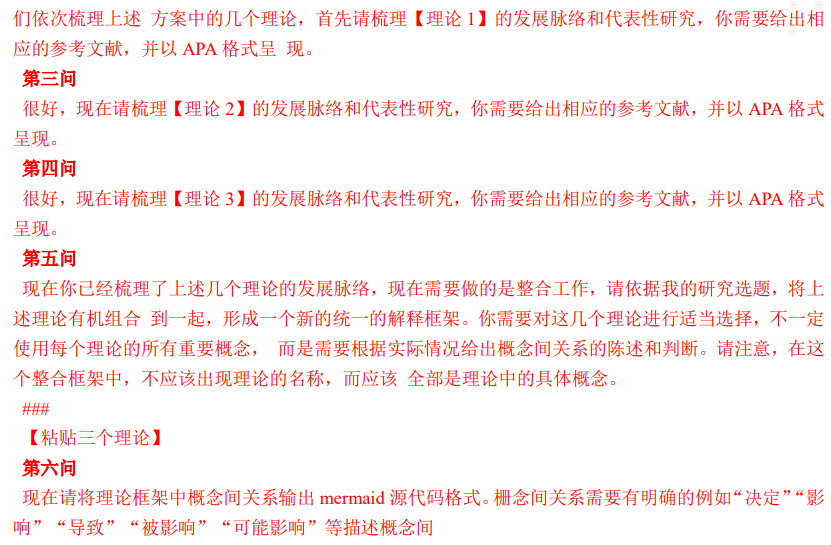 们依次梳理上述 方案中的几个理论，首先请梳理【理论 1】的发展脉络和代表性研究，你需要给出相
应的参考文献，并以 APA 格式呈 现。
第三问
很好，现在请梳理【理论 2】的发展脉络和代表性研究，你需要给出相应的参考文献，并以 APA 格式
呈现。
第四问
很好，现在请梳理【理论 3】的发展脉络和代表性研究，你需要给出相应的参考文献，并以 APA 格式
呈现。
第五问
现在你已经梳理了上述几个理论的发展脉络，现在需要做的是整合工作，请依据我的研究选题，将上
述理论有机组合 到一起，形成一个新的统一的解释框架。你需要对这几个理论进行适当选择，不一定
使用每个理论的所有重要概念， 而是需要根据实际情况给出概念间关系的陈述和判断。请注意，在这
个整合框架中，不应该出现理论的名称，而应该 全部是理论中的具体概念。
###
【粘贴三个理论】
第六问
现在请将理论框架中概念间关系输出 mermaid 源代码格式。栅念间关系需要有明确的例如“决定”“影
响”“导致”“被影响”“可能影响”等描述概念间